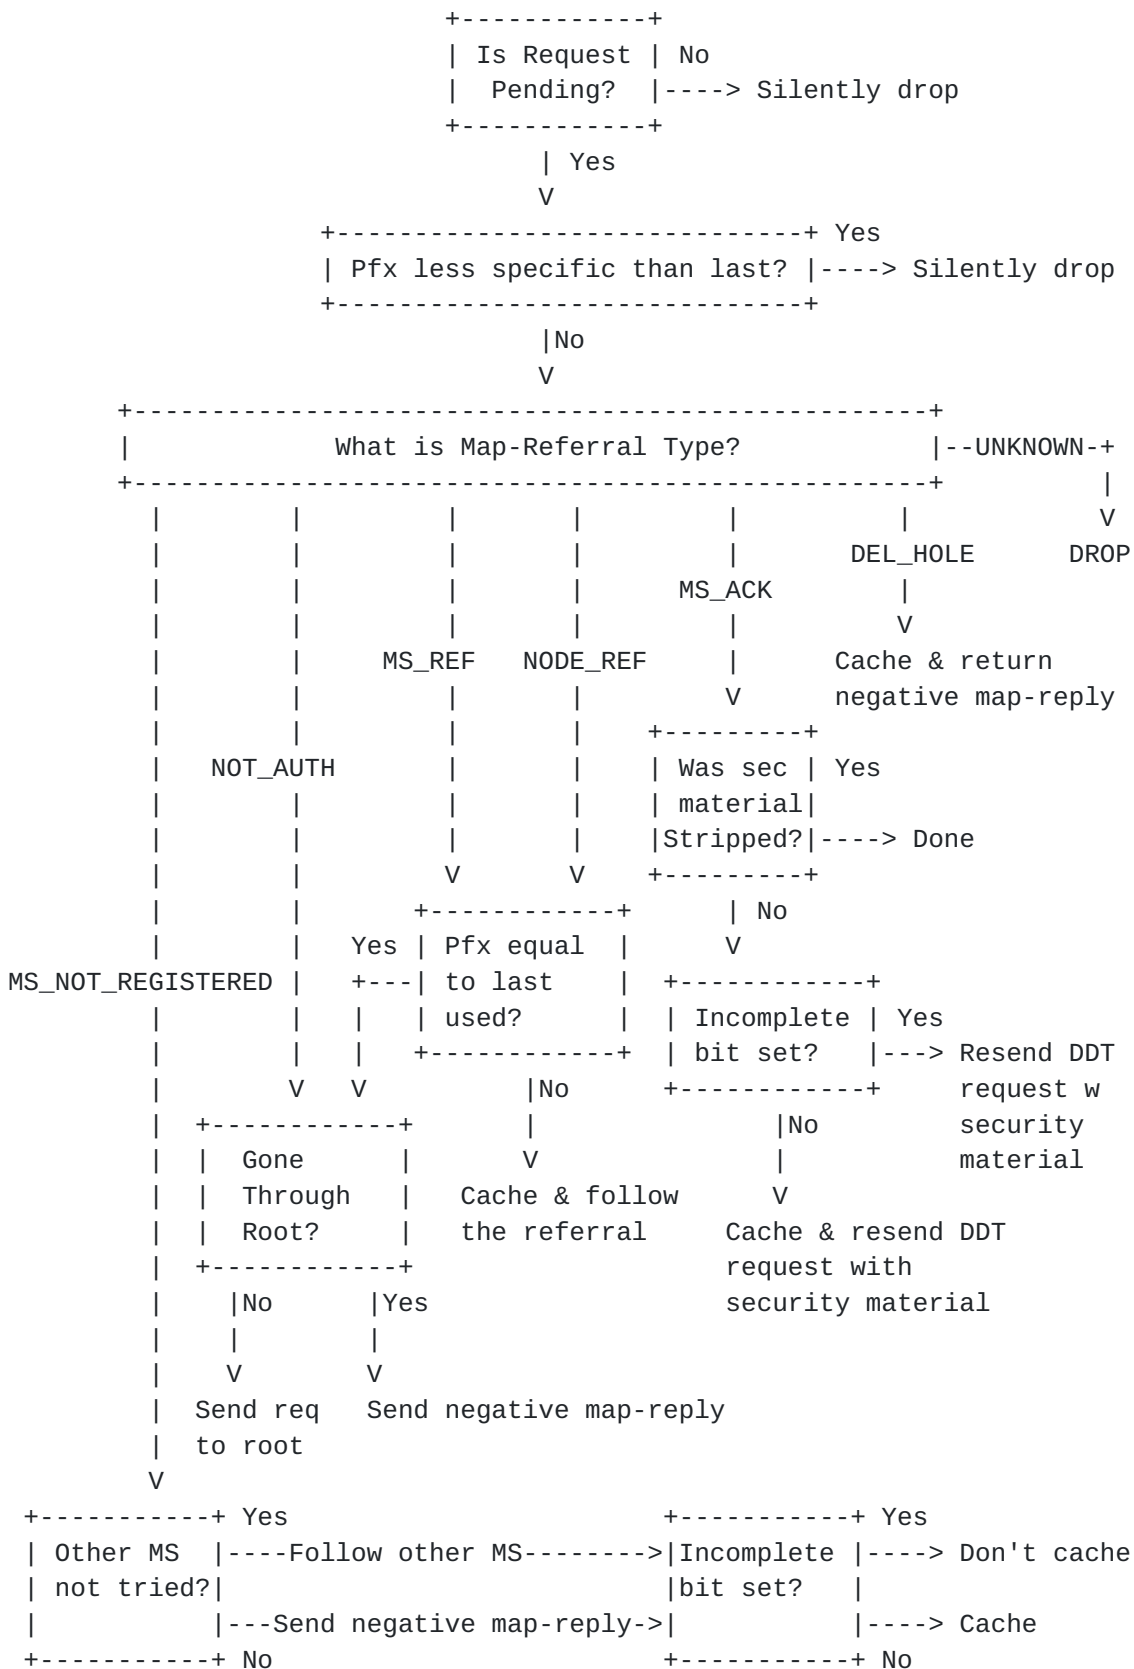 +------------+
| Is Request | No
|  Pending?  |----> Silently drop
+------------+
| Yes
V
+------------------------------+ Yes
| Pfx less specific than last? |----> Silently drop
+------------------------------+
|No
V
+---------------------------------------------------+
|             What is Map-Referral Type?            |--UNKNOWN-+
+---------------------------------------------------+          |
|        |         |       |         |          |            V
|        |         |       |         |       DEL_HOLE      DROP
|        |         |       |      MS_ACK        |
|        |         |       |         |          V
|        |     MS_REF   NODE_REF     |     Cache & return
|        |         |       |         V     negative map-reply
|        |         |       |    +---------+
|   NOT_AUTH       |       |    | Was sec | Yes
|        |         |       |    | material|
|        |         |       |    |Stripped?|----> Done
|        |         V       V    +---------+
|        |       +------------+      | No
|        |   Yes | Pfx equal  |      V
MS_NOT_REGISTERED |   +---| to last    |  +------------+
|        |   |   | used?      |  | Incomplete | Yes
|        |   |   +------------+  | bit set?   |---> Resend DDT
|        V   V          |No      +------------+     request w
|  +------------+       |               |No         security
|  |  Gone      |       V               |           material
|  |  Through   |   Cache & follow      V
|  |  Root?     |   the referral     Cache & resend DDT
|  +------------+                    request with
|    |No      |Yes                   security material
|    |        |
|    V        V
|  Send req   Send negative map-reply
|  to root
V
+-----------+ Yes                         +-----------+ Yes
| Other MS  |----Follow other MS-------->|Incomplete |----> Don't cache
| not tried?|                            |bit set?   |
|           |---Send negative map-reply->|           |----> Cache
+-----------+ No                          +-----------+ No